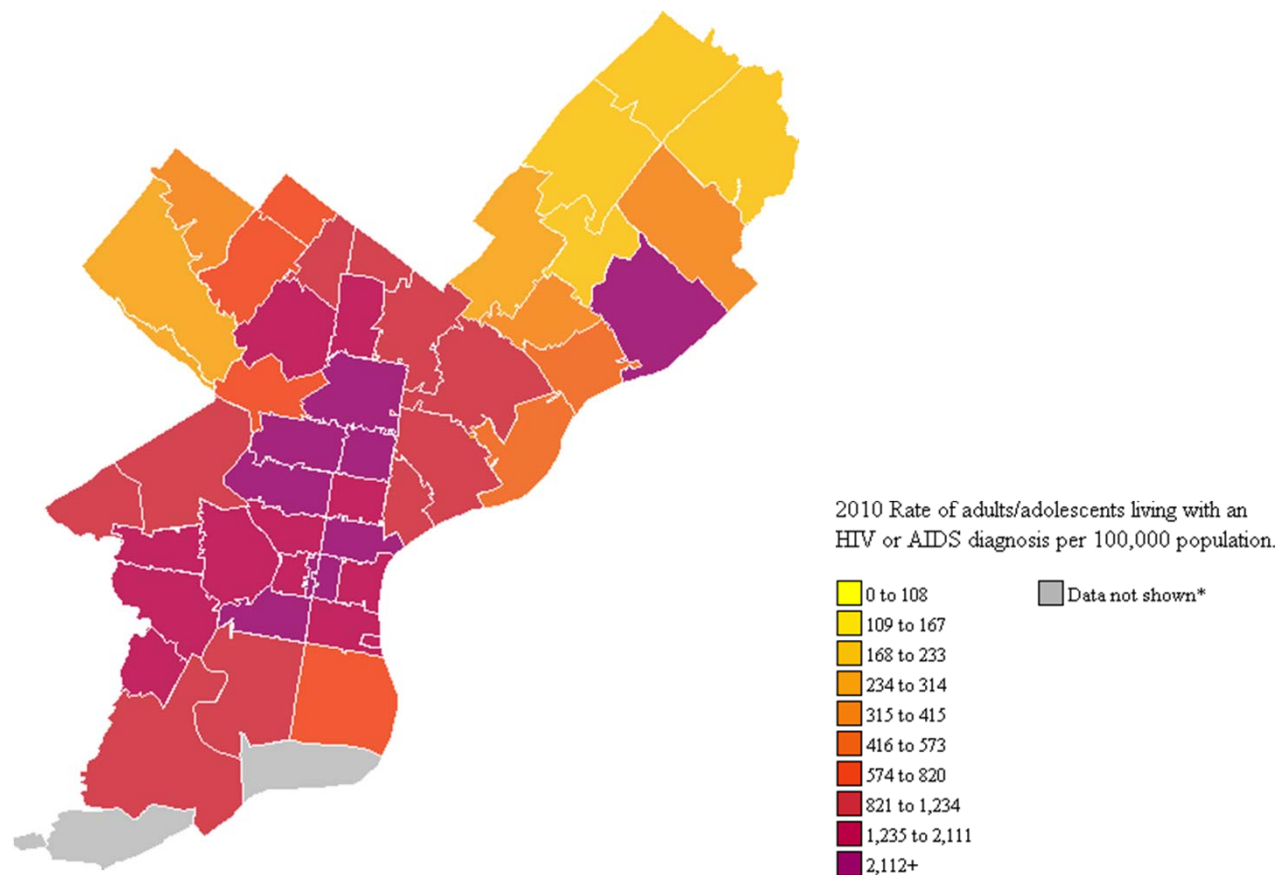 2010 Rate of adults/adolescents living with an
HIV or AIDS diagnosis per 100,000 population.
0 to 108
Data not shown*
109 to 167
168 to 233
234 to 314
315 to 415
416 to 573
574 to 820
821 to 1,234
1,235 to 2,111
2,112+